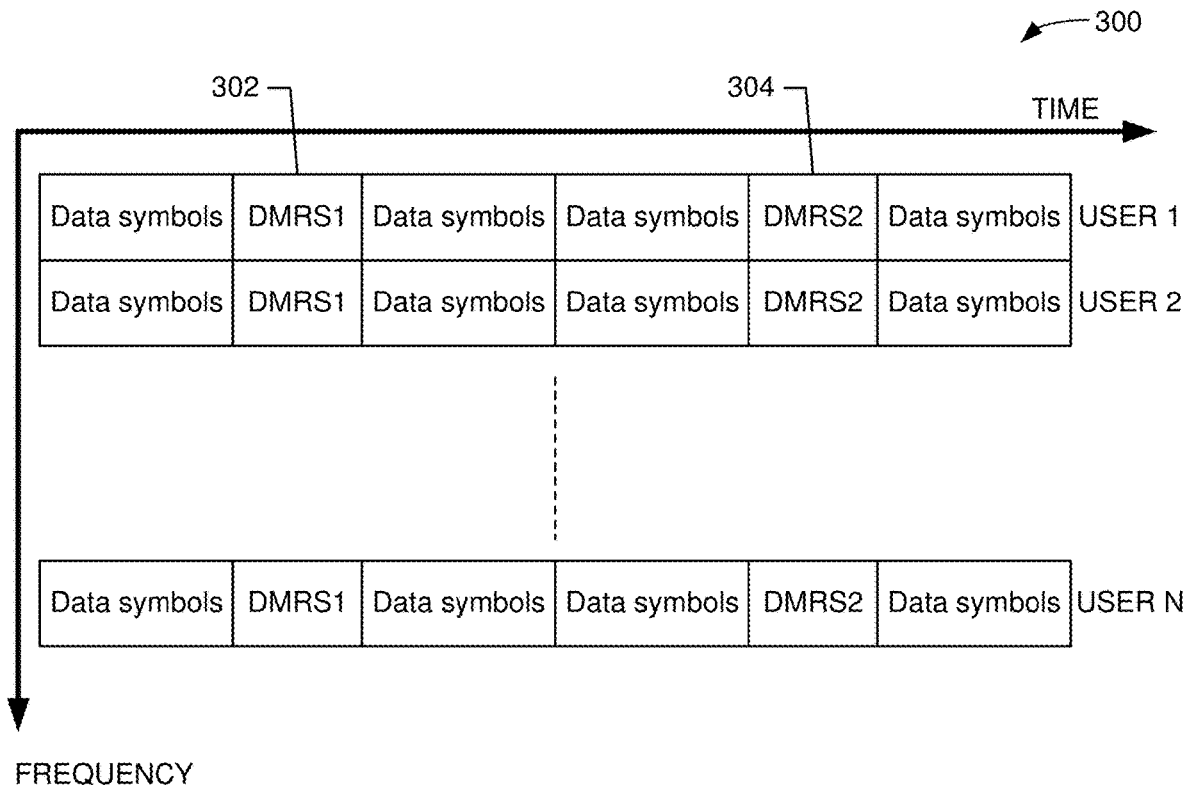 300
302
304
TIME
Data symbols DMRS1 Data symbols Data symbols DMRS2 Data symbols USER 1
Data symbols DMRS1 Data symbols Data symbols DMRS2 Data symbols USER 2
Data symbols DMRS1 Data symbols Data symbols DMRS2 Data symbols USER N
FREQUENCY